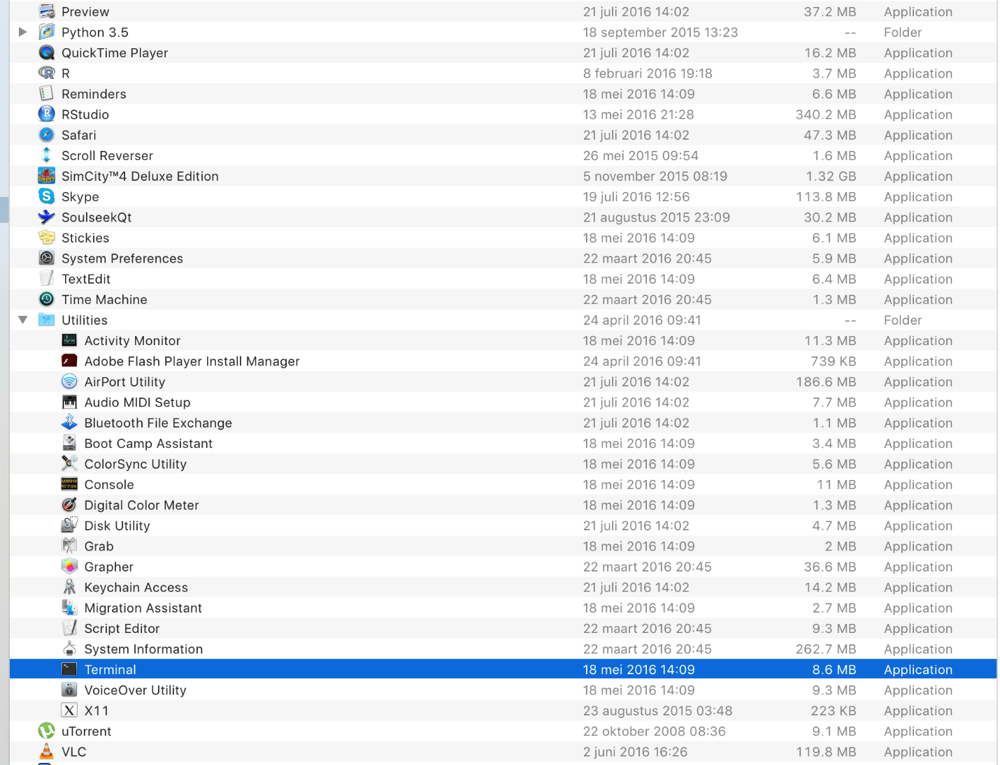 Preview 21 juli 2016 14:02 37.2 MB Application
Python 3.5 18 september 2015 13:23 -- Folder
QuickTime Player 21 juli 2016 14:02 16.2 MB Application
R 8 februari 2016 19:18 3.7 MB Application
Reminders 18 mei 2016 14:09 6.6 MB Application
RStudio 13 mei 2016 21:28 340.2 MB Application
Safari 21 juli 2016 14:02 47.3 MB Application
Scroll Reverser 26 mei 2015 09:54 1.6 MB Application
SimCity™4 Deluxe Edition 5 november 2015 08:19 1.32 GB Application
Skype 19 juli 2016 12:56 113.8 MB Application
SoulseekQt 21 augustus 2015 23:09 30.2 MB Application
Stickies 18 mei 2016 14:09 6.1 MB Application
System Preferences 22 maart 2016 20:45 5.9 MB Application
TextEdit 18 mei 2016 14:09 6.4 MB Application
Time Machine 22 maart 2016 20:45 1.3 MB Application
Utilities 24 april 2016 09:41 -- Folder
Activity Monitor 18 mei 2016 14:09 11.3 MB Application
Adobe Flash Player Install Manager 24 april 2016 09:41 739 KB Application
AirPort Utility 21 juli 2016 14:02 186.6 MB Application
Audio MIDI Setup 21 juli 2016 14:02 7.7 MB Application
Bluetooth File Exchange 21 juli 2016 14:02 1.1 MB Application
Boot Camp Assistant 18 mei 2016 14:09 3.4 MB Application
ColorSync Utility 18 mei 2016 14:09 5.6 MB Application
Console 18 mei 2016 14:09 11 MB Application
Digital Color Meter 18 mei 2016 14:09 1.3 MB Application
Disk Utility 21 juli 2016 14:02 4.7 MB Application
Grab 18 mei 2016 14:09 2 MB Application
Grapher 22 maart 2016 20:45 36.6 MB Application
Keychain Access 21 juli 2016 14:02 14.2 MB Application
Migration Assistant 18 mei 2016 14:09 2.7 MB Application
Script Editor 22 maart 2016 20:45 9.3 MB Application
System Information 22 maart 2016 20:45 262.7 MB Application
Terminal 18 mei 2016 14:09 8.6 MB Application
VoiceOver Utility 18 mei 2016 14:09 9.3 MB Application
X11 23 augustus 2015 03:48 223 KB Application
uTorrent 22 oktober 2008 08:36 9.1 MB Application
VLC 2 juni 2016 16:26 119.8 MB Application